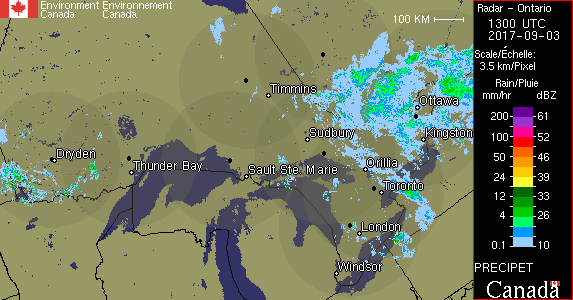 Environment Environnement
Canada Canada
100 KM
Timmins
Ottawa
Sudbury
Kingston
Dryden
Thunder Bay
Sault Ste. Marie
Orillia
Toronto
London
Windsor
Radar - Ontario
1300 UTC
2017-09-03
Scale/Échelle:
3.5 km/Pixel
Rain/Pluie
mm/hr dBZ
200 61
100 52
50 46
24 39
12 33
4 26
0.1 10
PRECIPET
Canada